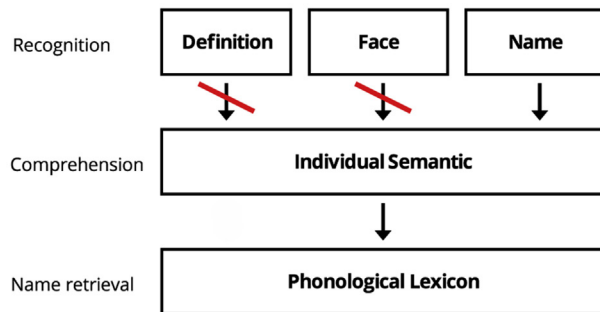 Recognition
Definition
Face
Name
Comprehension
Individual Semantic
Name retrieval
Phonological Lexicon